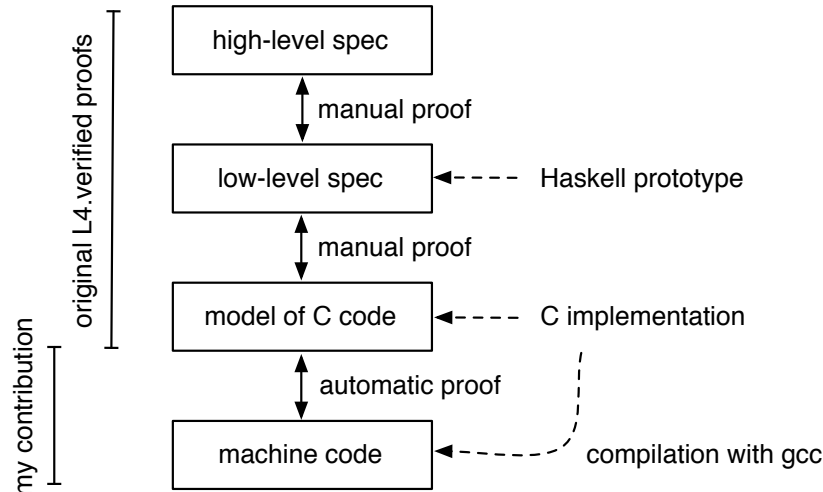 high-level spec
manual proof
low-level spec
Haskell prototype
manual proof
model of C code
C implementation
automatic proof
machine code
compilation with gcc
original L4.verified proofs
my contribution